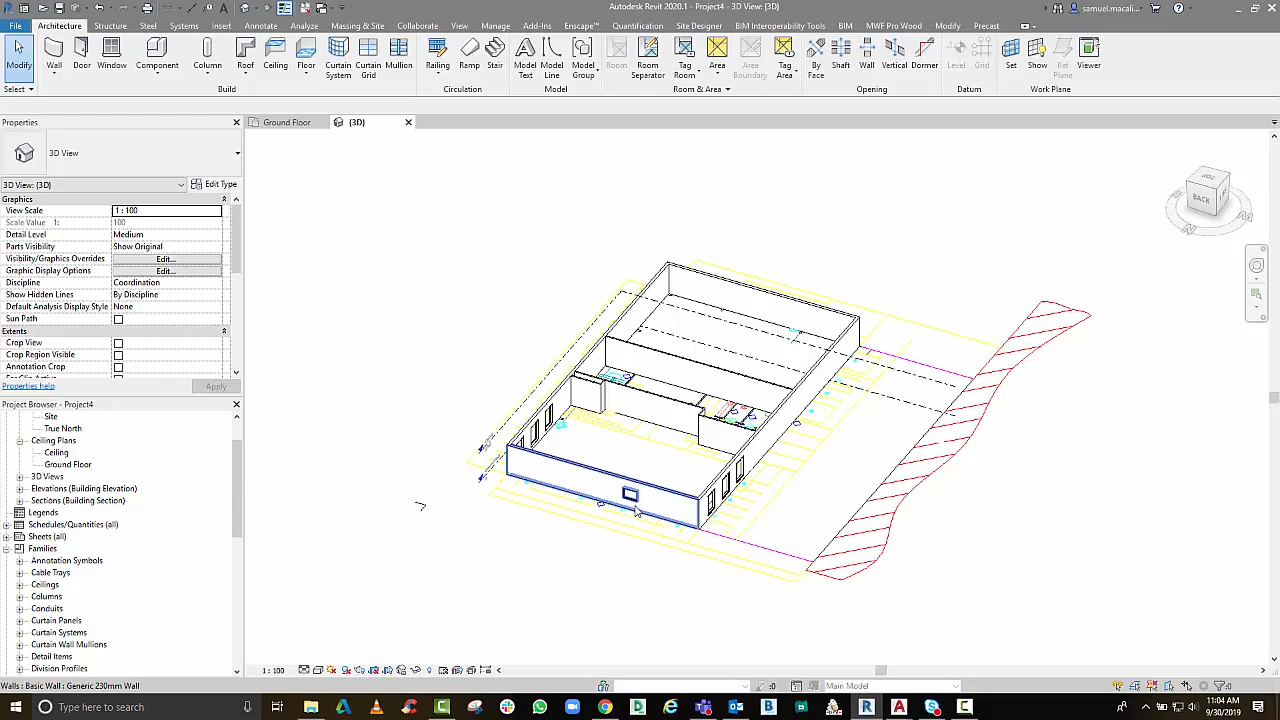 Autodesk Revit 2020.1 - Project4 - 3D View: {3D}
samuel.macali...
File Architecture Structure Steel Systems Insert Annotate Analyze Massing & Site Collaborate View Manage Add-Ins Enscape™ Quantification Site Designer BIM Interoperability Tools BIM MWF Pro Wood Modify Precast
Modify Wall Door Window Component Column Roof Ceiling Floor Curtain System Curtain Grid Mullion Railing Ramp Stair Model Text Model Line Model Group Room Room Separator Tag Room Area Area Boundary Tag Area By Face Shaft Wall Vertical Dormer Level Grid Set Show Ref Plane Viewer
Select Build Circulation Model Room & Area Opening Datum Work Plane
Properties
Ground Floor {3D}
3D View
3D View: {3D} Edit Type
Graphics
View Scale 1 : 100
Scale Value 1: 100
Detail Level Medium
Parts Visibility Show Original
Visibility/Graphics Overrides Edit...
Graphic Display Options Edit...
Discipline Coordination
Show Hidden Lines By Discipline
Default Analysis Display Style None
Sun Path
Extents
Crop View
Crop Region Visible
Annotation Crop
Properties help Apply
Project Browser - Project4
Site
True North
Ceiling Plans
Ceiling
Ground Floor
3D Views
Elevations (Building Elevation)
Sections (Building Section)
Legends
Schedules/Quantities (all)
Sheets (all)
Families
Annotation Symbols
Cable Trays
Ceilings
Columns
Conduits
Curtain Panels
Curtain Systems
Curtain Wall Mullions
Detail Items
Division Profiles
TOP
BACK
N
1 : 100
Walls : Basic Wall : Generic 230mm Wall
:0 Main Model :0
Type here to search
11:04 AM
9/30/2019